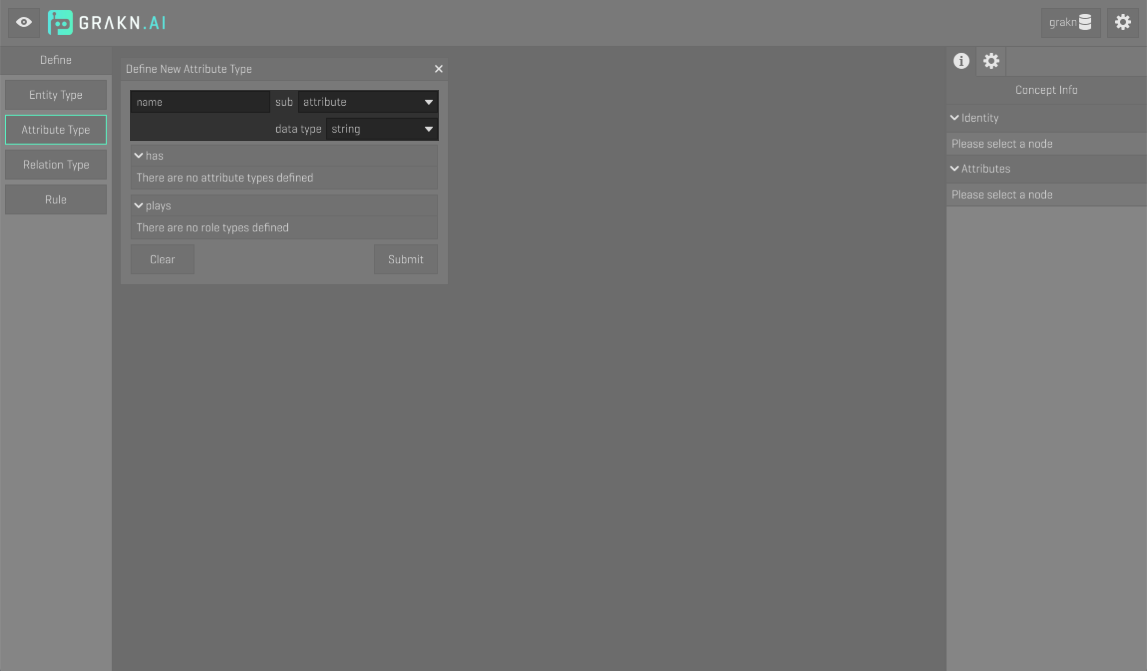 GRAKN.AI
grakn
Define
Entity Type
Attribute Type
Relation Type
Rule
Define New Attribute Type
name sub attribute
data type string
has
There are no attribute types defined
plays
There are no role types defined
Clear Submit
Concept Info
Identity
Please select a node
Attributes
Please select a node